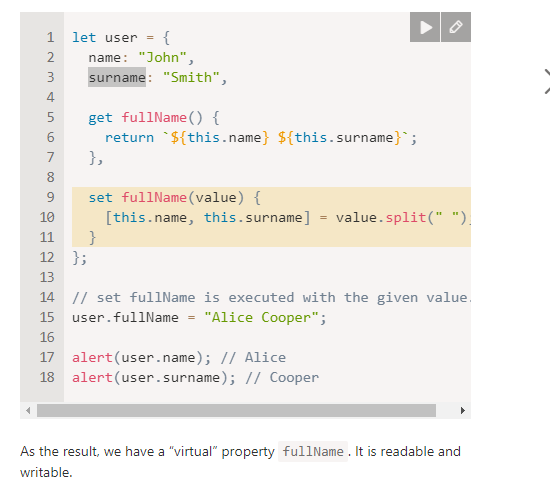 1 let user = {
2   name: "John",
3   surname: "Smith",
4
5   get fullName() {
6     return `${this.name} ${this.surname}`;
7   },
8
9   set fullName(value) {
10     [this.name, this.surname] = value.split(" ")
11   }
12 };
13
14 // set fullName is executed with the given value.
15 user.fullName = "Alice Cooper";
16
17 alert(user.name); // Alice
18 alert(user.surname); // Cooper
As the result, we have a “virtual” property fullName. It is readable and
writable.